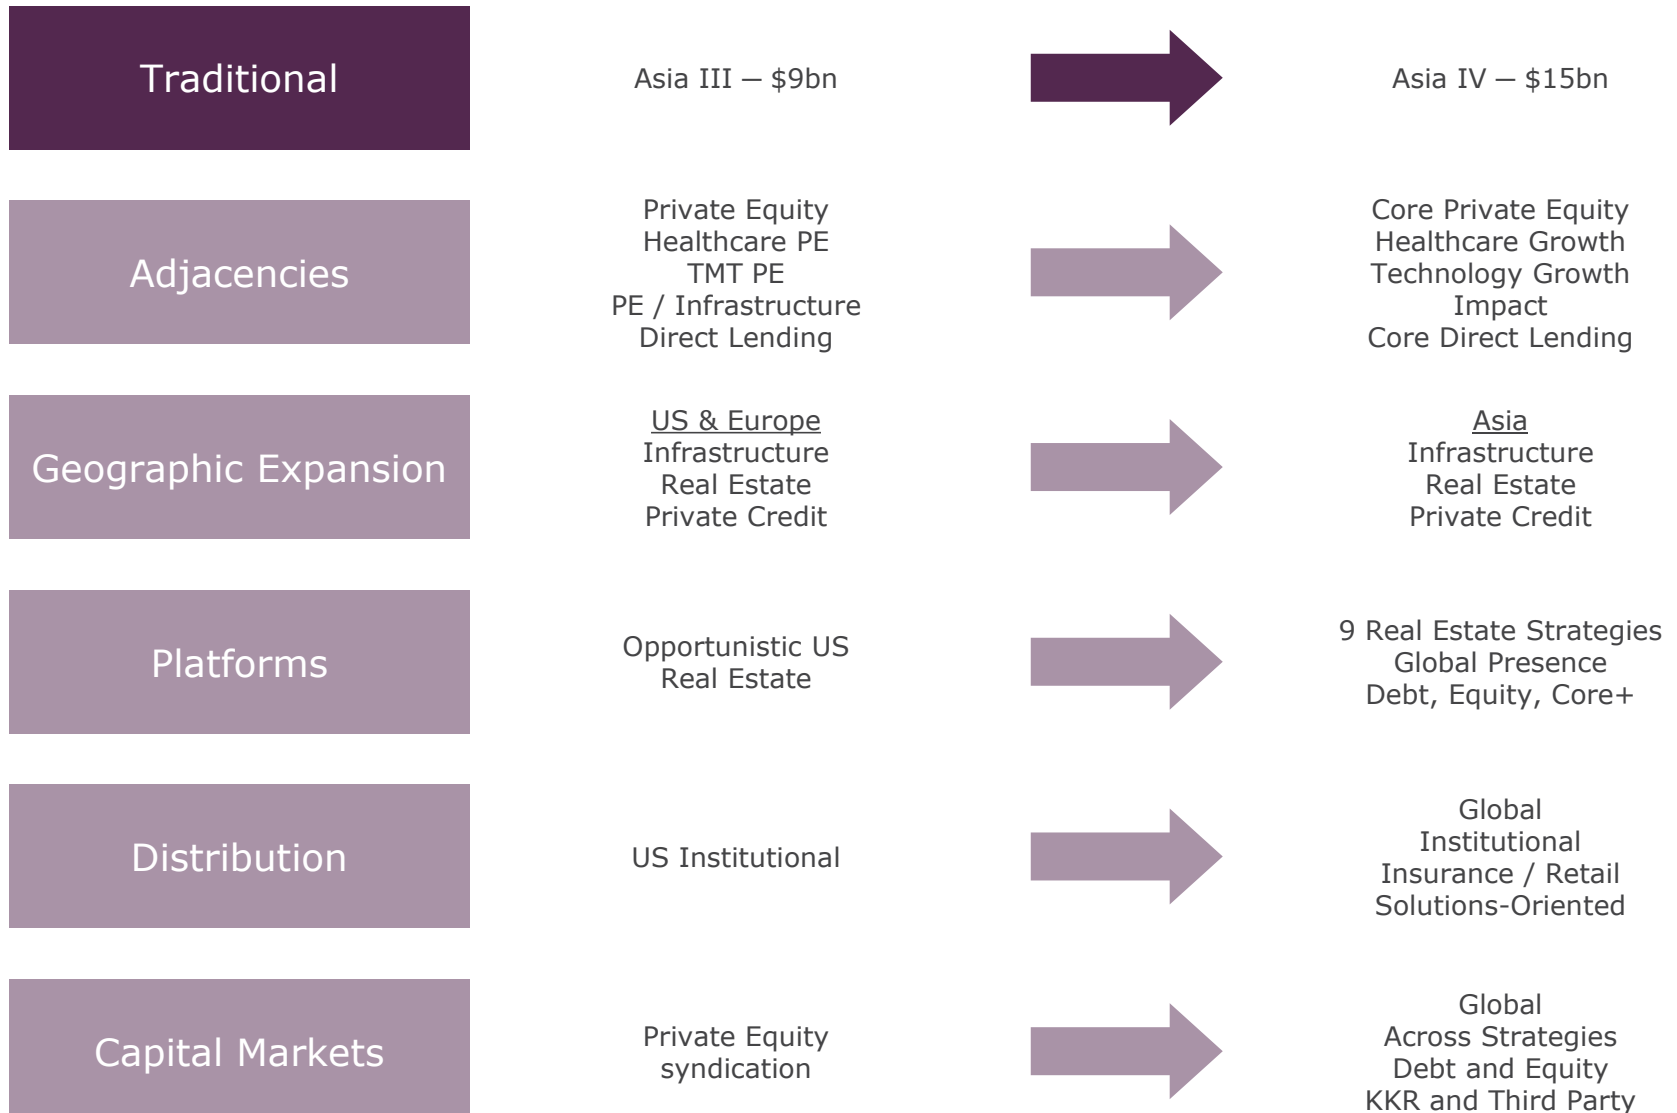 Traditional
Asia III — $9bn
Asia IV — $15bn
Adjacencies
Private Equity
Healthcare PE
TMT PE
PE / Infrastructure
Direct Lending
Core Private Equity
Healthcare Growth
Technology Growth
Impact
Core Direct Lending
Geographic Expansion
US & Europe
Infrastructure
Real Estate
Private Credit
Asia
Infrastructure
Real Estate
Private Credit
Platforms
Opportunistic US
Real Estate
9 Real Estate Strategies
Global Presence
Debt, Equity, Core+
Distribution
US Institutional
Global
Institutional
Insurance / Retail
Solutions-Oriented
Capital Markets
Private Equity
syndication
Global
Across Strategies
Debt and Equity
KKR and Third Party